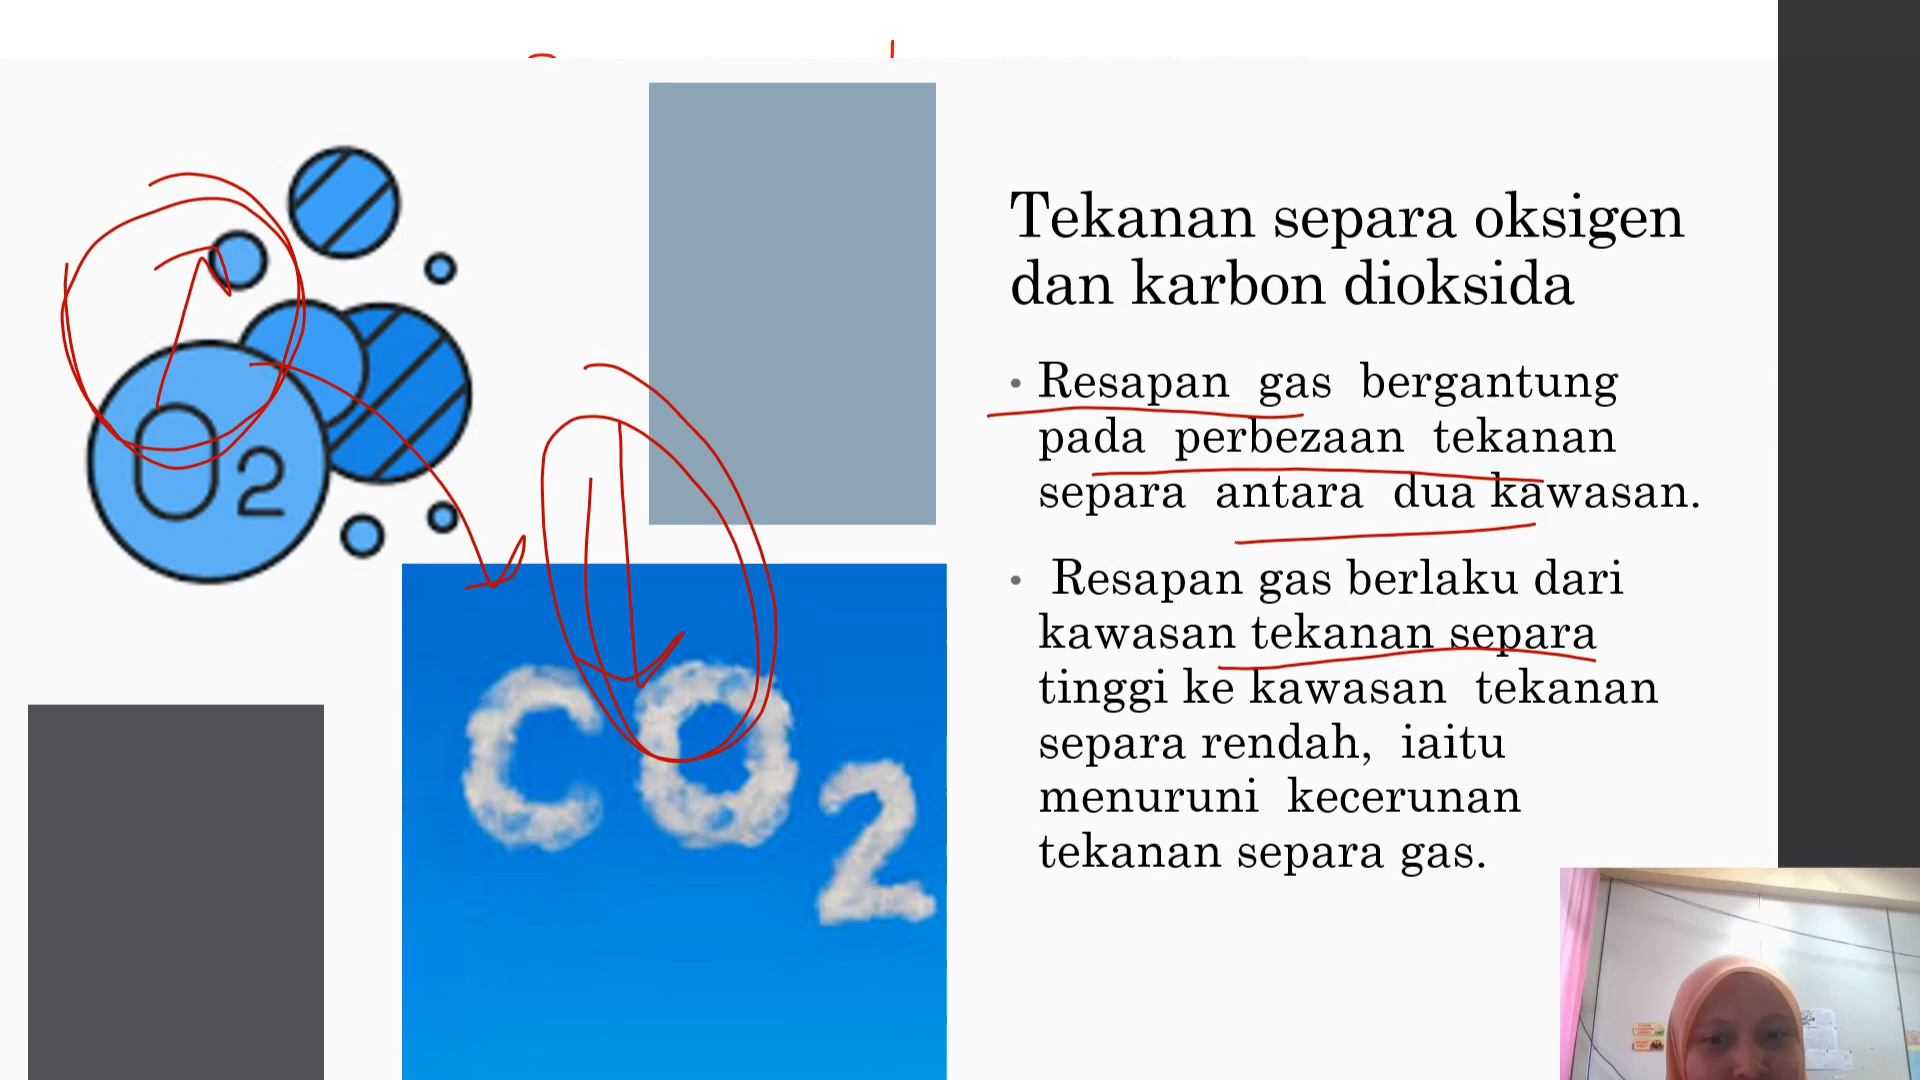 O2
CO2
Tekanan separa oksigen
dan karbon dioksida
• Resapan gas bergantung
pada perbezaan tekanan
separa antara dua kawasan.
• Resapan gas berlaku dari
kawasan tekanan separa
tinggi ke kawasan tekanan
separa rendah, iaitu
menuruni kecerunan
tekanan separa gas.